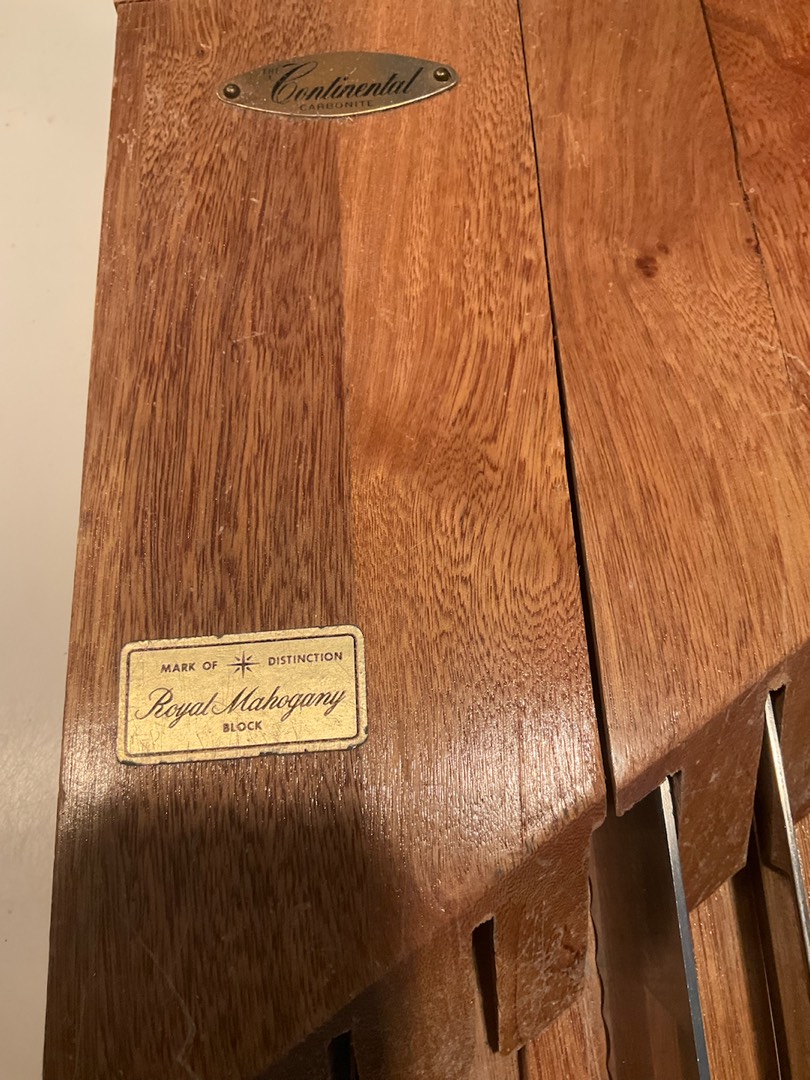 THE
Continental
CARBONITE
MARK OF DISTINCTION
Royal Mahogany
BLOCK